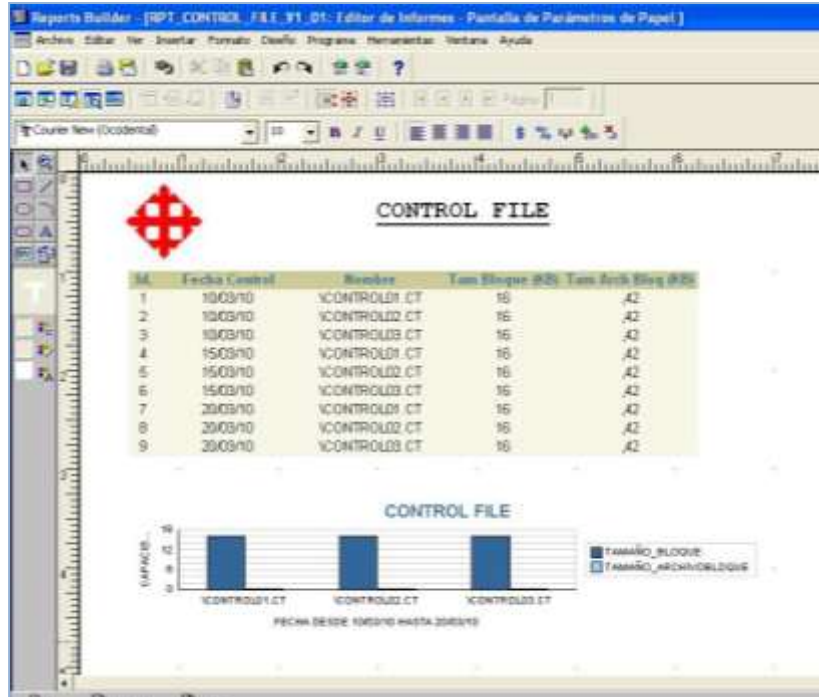 Reports Builder - [RPT_CONTROL_FILE_V1_01: Editor de Informes - Pantalla de Parámetros de Papel ]
Archivo Editar Ver Insertar Formato Diseño Programa Herramientas Ventana Ayuda
Courier New (Occidental) 10
CONTROL FILE
Id. Fecha Control Nombre Tam Bloque (KB) Tam Arch Bloq (KB)
1 10/03/10 \CONTROL01.CT 16 ,42
2 10/03/10 \CONTROL02.CT 16 ,42
3 10/03/10 \CONTROL03.CT 16 ,42
4 15/03/10 \CONTROL01.CT 16 ,42
5 15/03/10 \CONTROL02.CT 16 ,42
6 15/03/10 \CONTROL03.CT 16 ,42
7 20/03/10 \CONTROL01.CT 16 ,42
8 20/03/10 \CONTROL02.CT 16 ,42
9 20/03/10 \CONTROL03.CT 16 ,42
CONTROL FILE
CAPACID...
12
6
0
\CONTROL01.CT \CONTROL02.CT \CONTROL03.CT
TAMAÑO_BLOQUE
TAMAÑO_ARCHIVOBLOQUE
FECHA DESDE 10/03/10 HASTA 20/03/10